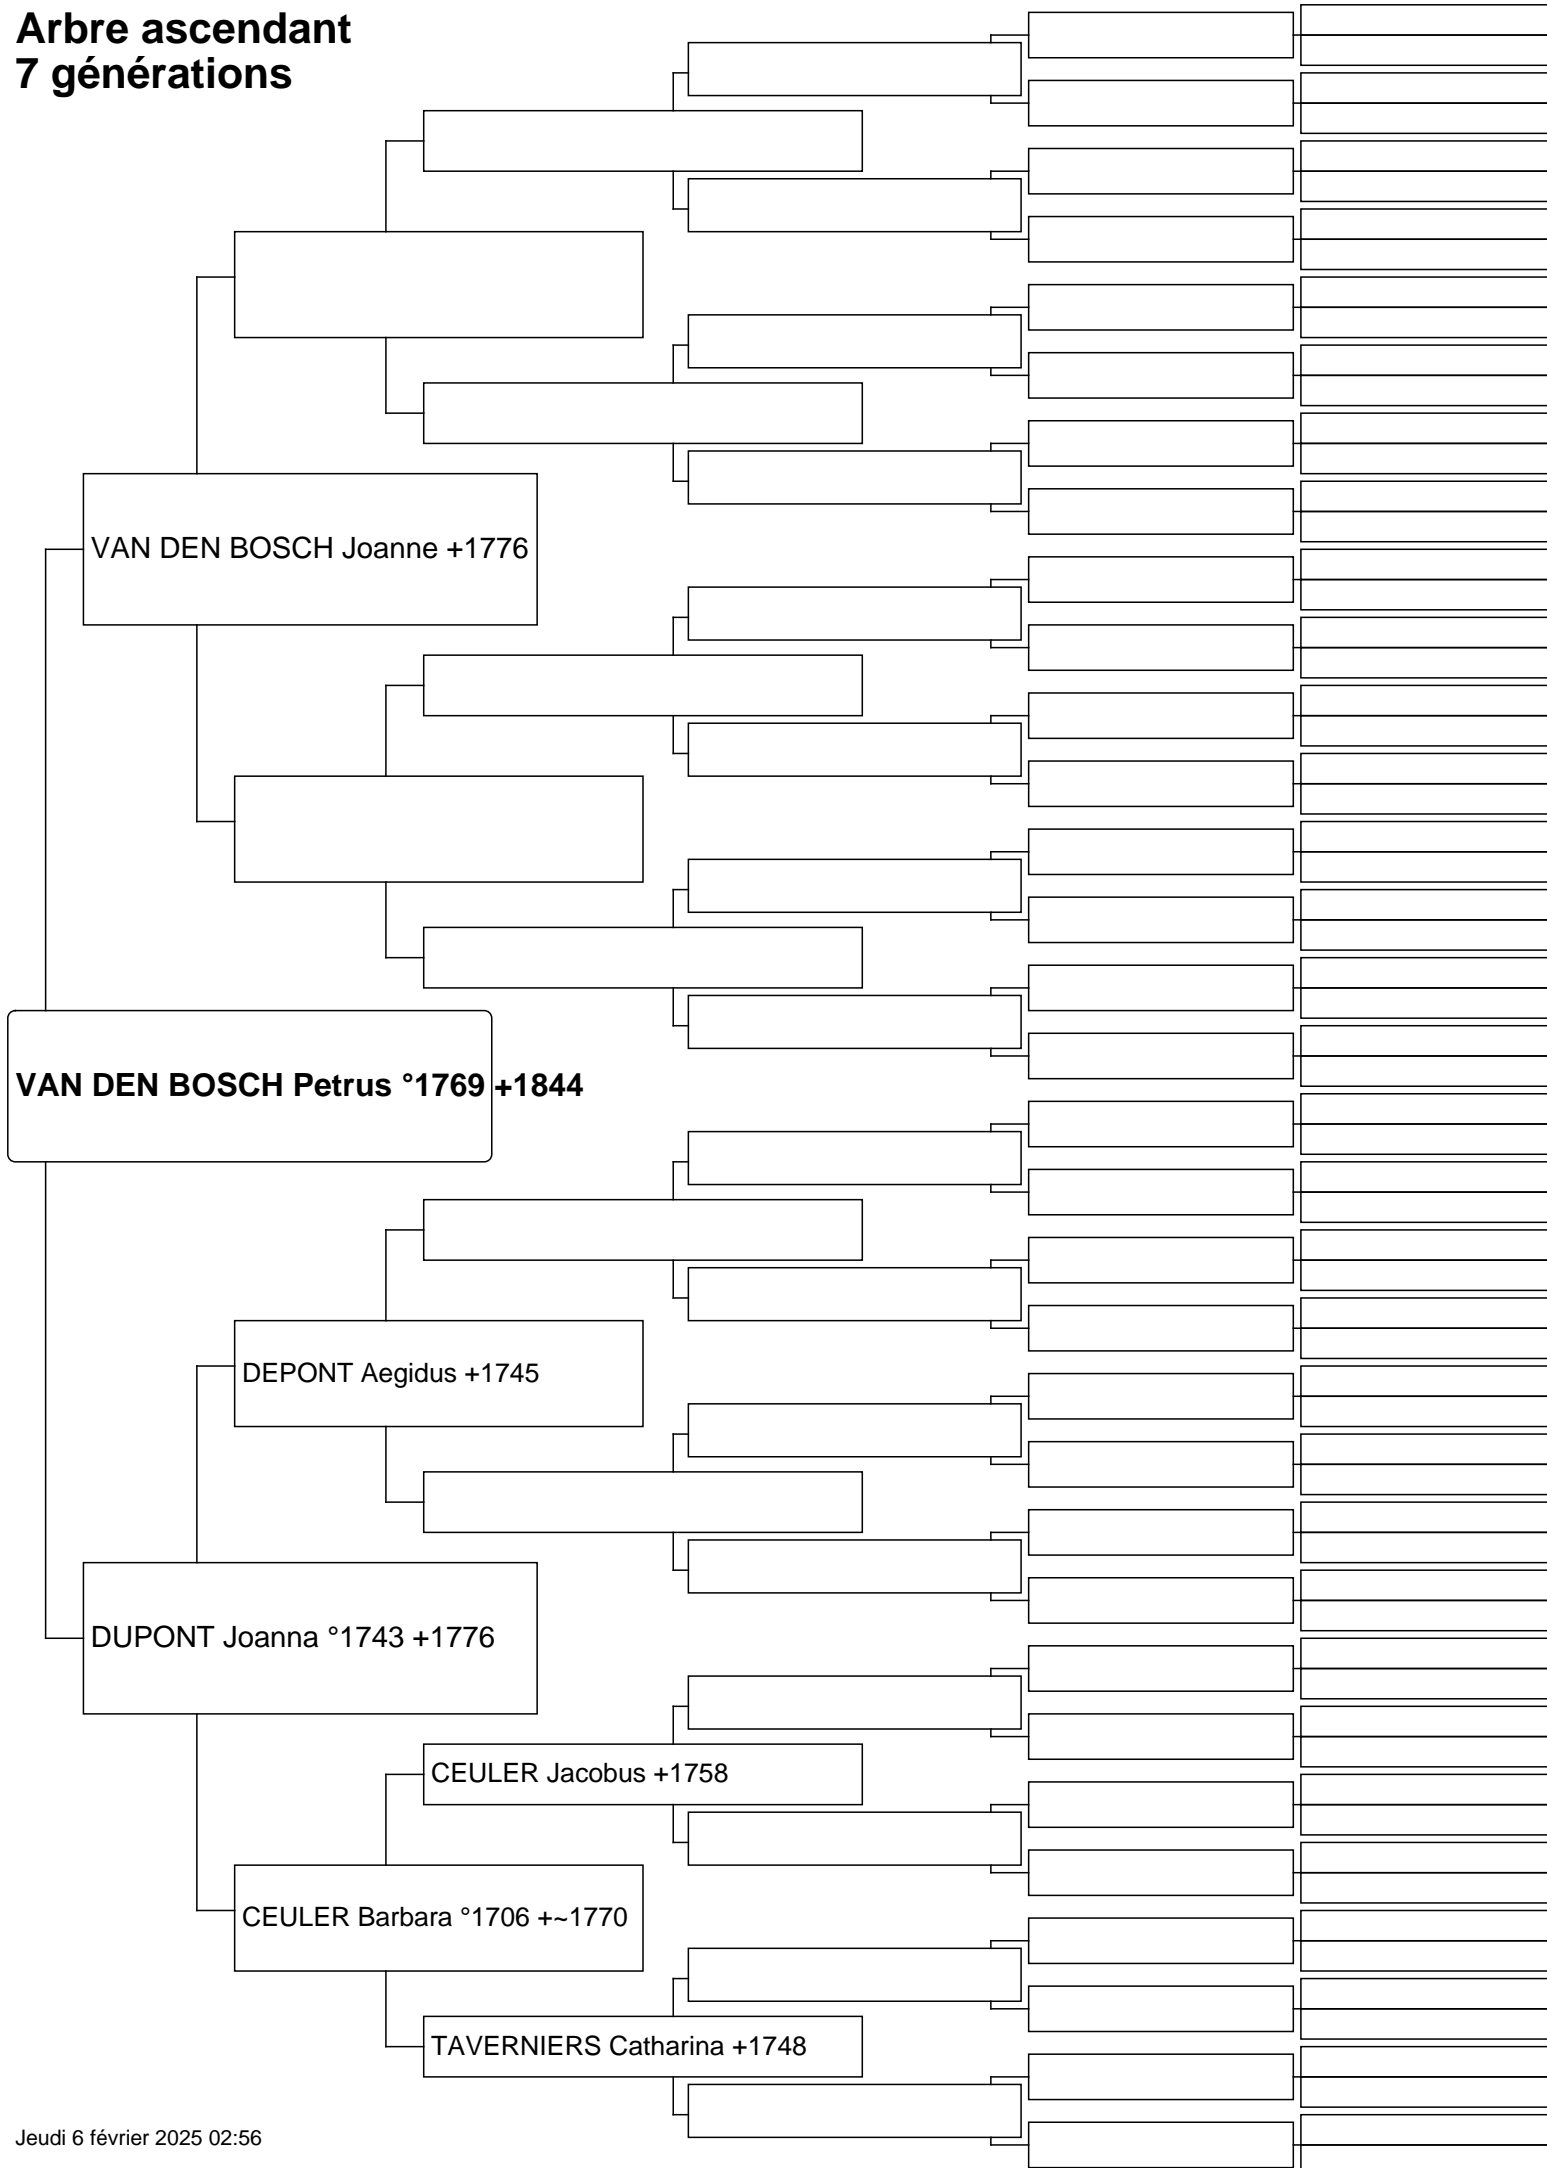 Arbre ascendant
7 générations
VAN DEN BOSCH Joanne +1776
VAN DEN BOSCH Petrus °1769 +1844
DEPONT Aegidus +1745
DUPONT Joanna °1743 +1776
CEULER Jacobus +1758
CEULER Barbara °1706 +~1770
TAVERNIERS Catharina +1748
Jeudi 6 février 2025 02:56